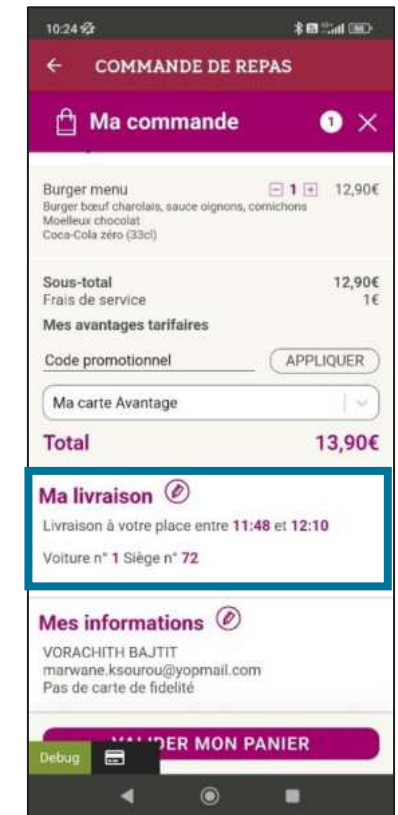 10:24
COMMANDE DE REPAS
Ma commande 1
Burger menu 1 12,90€
Burger bœuf charolais, sauce oignons, cornichons
Moelleux chocolat
Coca-Cola zéro (33cl)
Sous-total 12,90€
Frais de service 1€
Mes avantages tarifaires
Code promotionnel APPLIQUER
Ma carte Avantage
Total 13,90€
Ma livraison
Livraison à votre place entre 11:48 et 12:10
Voiture n° 1 Siège n° 72
Mes informations
VORACHITH BAJTIT
marwane.ksourou@yopmail.com
Pas de carte de fidelité
DER MON PANIER
Debug